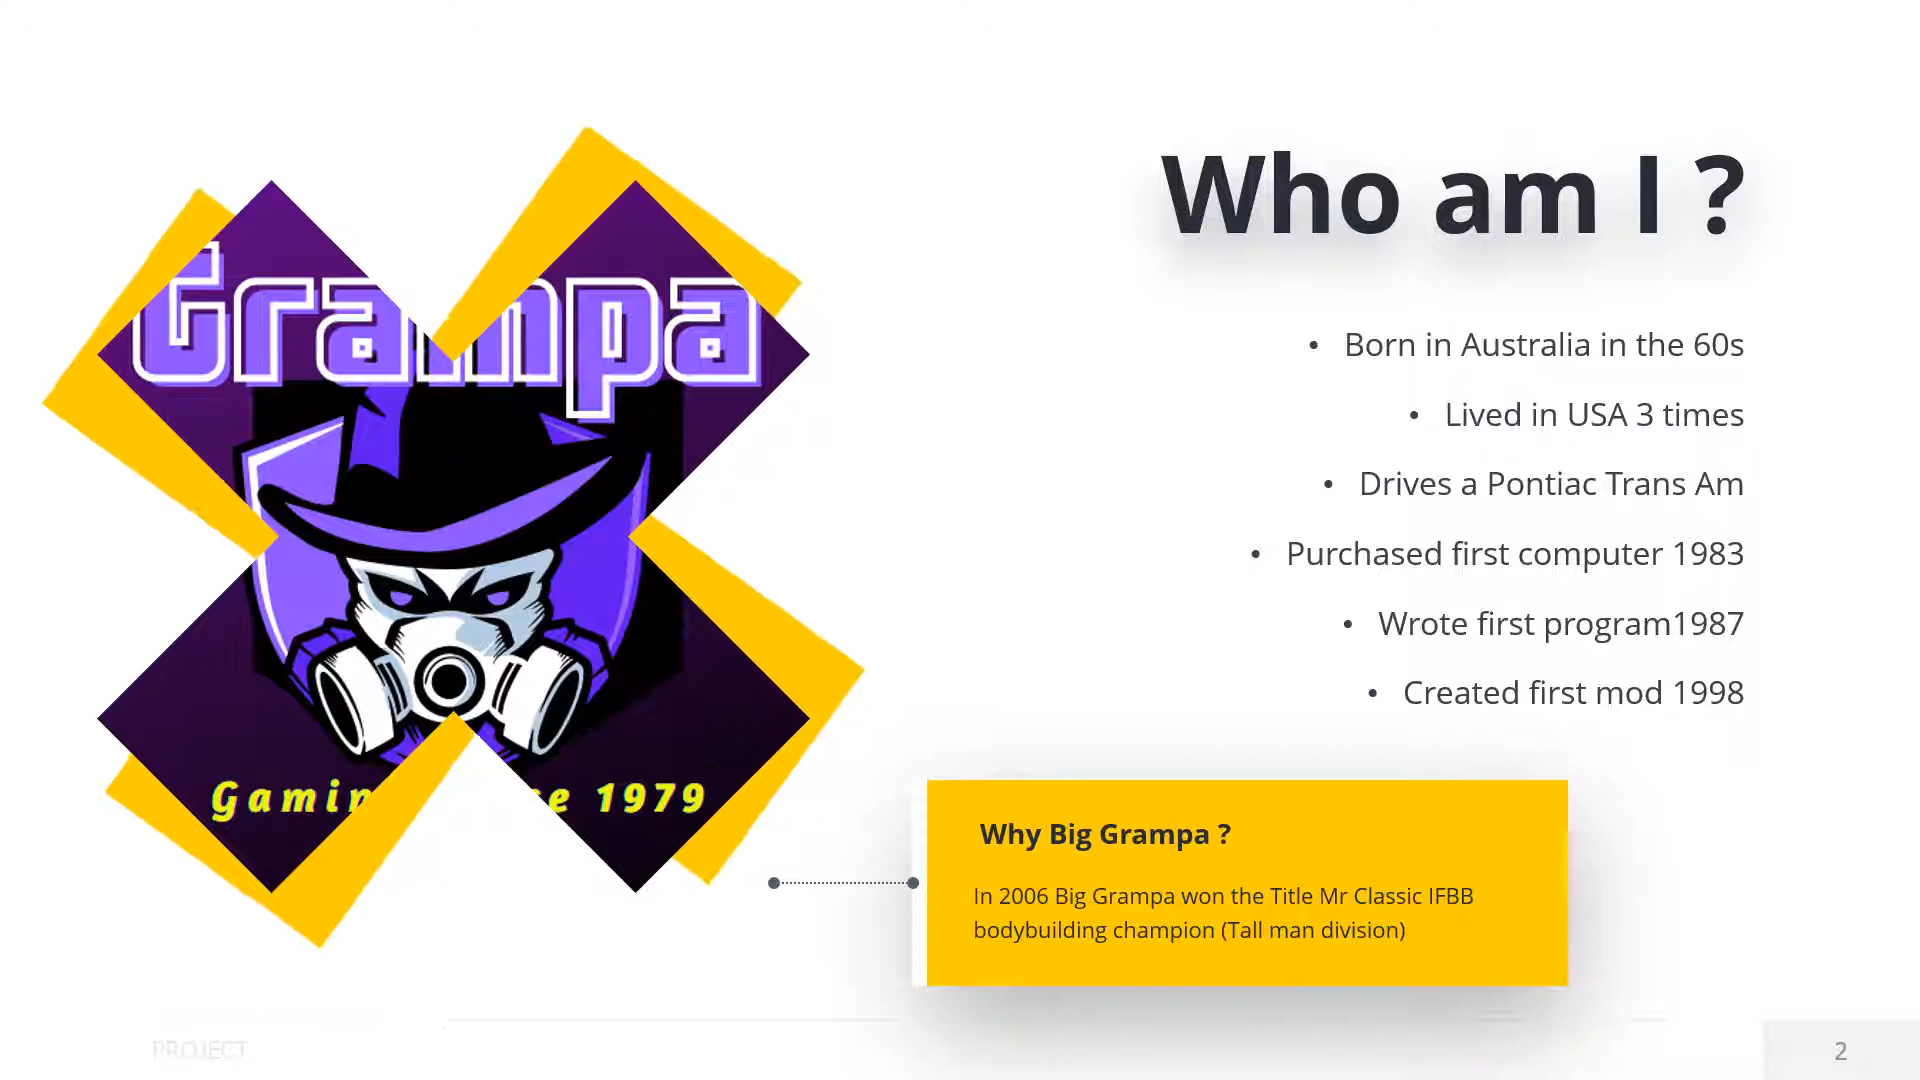 Grampa
Who am I ?
• Born in Australia in the 60s
• Lived in USA 3 times
• Drives a Pontiac Trans Am
• Purchased first computer 1983
• Wrote first program1987
• Created first mod 1998
Gamin
e 1979
Why Big Grampa ?
In 2006 Big Grampa won the Title Mr Classic IFBB
bodybuilding champion (Tall man division)
PROJECT
2